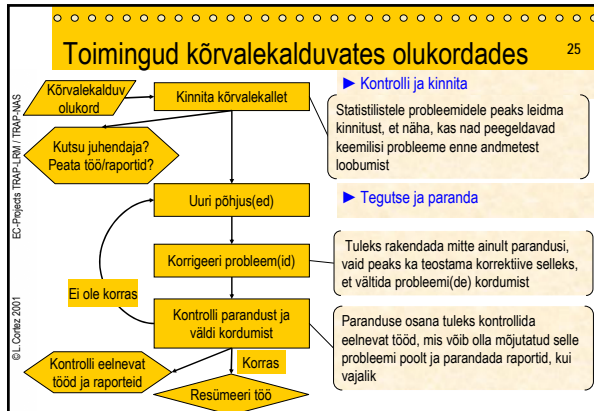 Toimingud kõrvalekalduvates olukordades
25
Kõrvalekalduv
olukord
Kinnita kõrvalekallet
► Kontrolli ja kinnita
Statistilistele probleemidele peaks leidma
kinnitust, et näha, kas nad peegeldavad
keemilisi probleeme enne andmetest
loobumist
Kutsu juhendaja?
Peata töö/raportid?
► Tegutse ja paranda
Uuri põhjus(ed)
Korrigeeri probleem(id)
Tuleks rakendada mitte ainult parandusi,
vaid peaks ka teostama korrektiive selleks,
et vältida probleemi(de) kordumist
Ei ole korras
Kontrolli parandust ja
väldi kordumist
Paranduse osana tuleks kontrollida
eelnevat tööd, mis võib olla mõjutatud selle
probleemi poolt ja parandada raportid, kui
vajalik
Korras
Kontrolli eelnevat
tööd ja raporteid
Resümeeri töö
EC-Projects TRAP-LRM / TRAP-NAS
© L.Cortez 2001